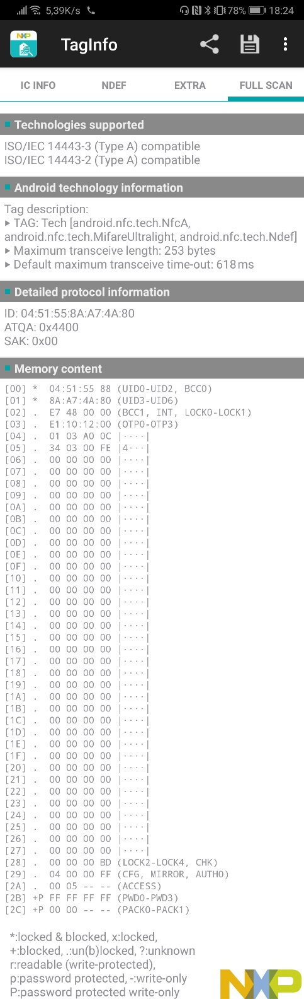 5,39K/s 78% 18:24
NXP
TagInfo
IC INFO NDEF EXTRA FULL SCAN
Technologies supported
ISO/IEC 14443-3 (Type A) compatible
ISO/IEC 14443-2 (Type A) compatible
Android technology information
Tag description:
▸ TAG: Tech [android.nfc.tech.NfcA,
android.nfc.tech.MifareUltralight, android.nfc.tech.Ndef]
▸ Maximum transceive length: 253 bytes
▸ Default maximum transceive time-out: 618 ms
Detailed protocol information
ID: 04:51:55:8A:A7:4A:80
ATQA: 0x4400
SAK: 0x00
Memory content
[00] * 04:51:55 88 (UID0-UID2, BCC0)
[01] * 8A:A7:4A:80 (UID3-UID6)
[02] . E7 48 00 00 (BCC1, INT, LOCK0-LOCK1)
[03] . E1:10:12:00 (OTP0-OTP3)
[04] . 01 03 A0 0C |····|
[05] . 34 03 00 FE |4···|
[06] . 00 00 00 00 |····|
[07] . 00 00 00 00 |····|
[08] . 00 00 00 00 |····|
[09] . 00 00 00 00 |····|
[0A] . 00 00 00 00 |····|
[0B] . 00 00 00 00 |····|
[0C] . 00 00 00 00 |····|
[0D] . 00 00 00 00 |····|
[0E] . 00 00 00 00 |····|
[0F] . 00 00 00 00 |····|
[10] . 00 00 00 00 |····|
[11] . 00 00 00 00 |····|
[12] . 00 00 00 00 |····|
[13] . 00 00 00 00 |····|
[14] . 00 00 00 00 |····|
[15] . 00 00 00 00 |····|
[16] . 00 00 00 00 |····|
[17] . 00 00 00 00 |····|
[18] . 00 00 00 00 |····|
[19] . 00 00 00 00 |····|
[1A] . 00 00 00 00 |····|
[1B] . 00 00 00 00 |····|
[1C] . 00 00 00 00 |····|
[1D] . 00 00 00 00 |····|
[1E] . 00 00 00 00 |····|
[1F] . 00 00 00 00 |····|
[20] . 00 00 00 00 |····|
[21] . 00 00 00 00 |····|
[22] . 00 00 00 00 |····|
[23] . 00 00 00 00 |····|
[24] . 00 00 00 00 |····|
[25] . 00 00 00 00 |····|
[26] . 00 00 00 00 |····|
[27] . 00 00 00 00 |····|
[28] . 00 00 00 BD (LOCK2-LOCK4, CHK)
[29] . 04 00 00 FF (CFG, MIRROR, AUTH0)
[2A] . 00 05 -- -- (ACCESS)
[2B] +P FF FF FF FF (PWD0-PWD3)
[2C] +P 00 00 -- -- (PACK0-PACK1)
*:locked & blocked, x:locked,
+:blocked, .:un(b)locked, ?:unknown
r:readable (write-protected),
p:password protected, -:write-only
P:password protected write-only
NXP